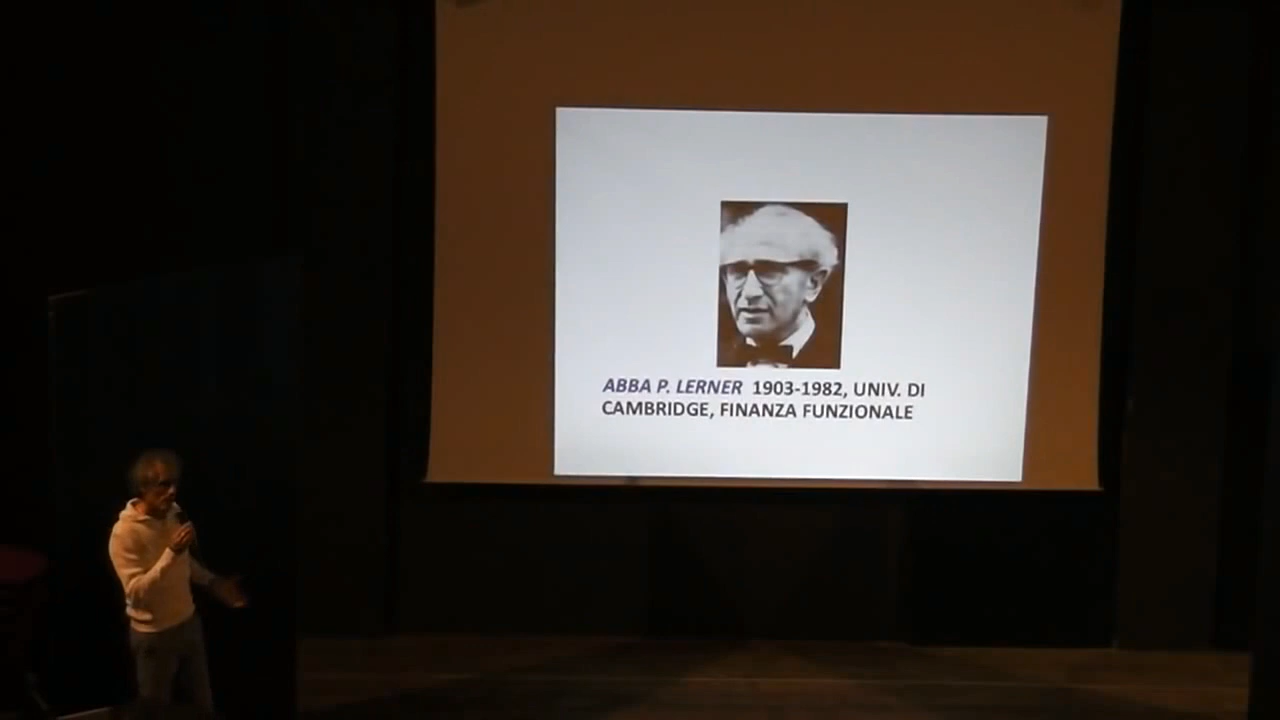 ABBA P. LERNER 1903-1982, UNIV. DI
CAMBRIDGE, FINANZA FUNZIONALE